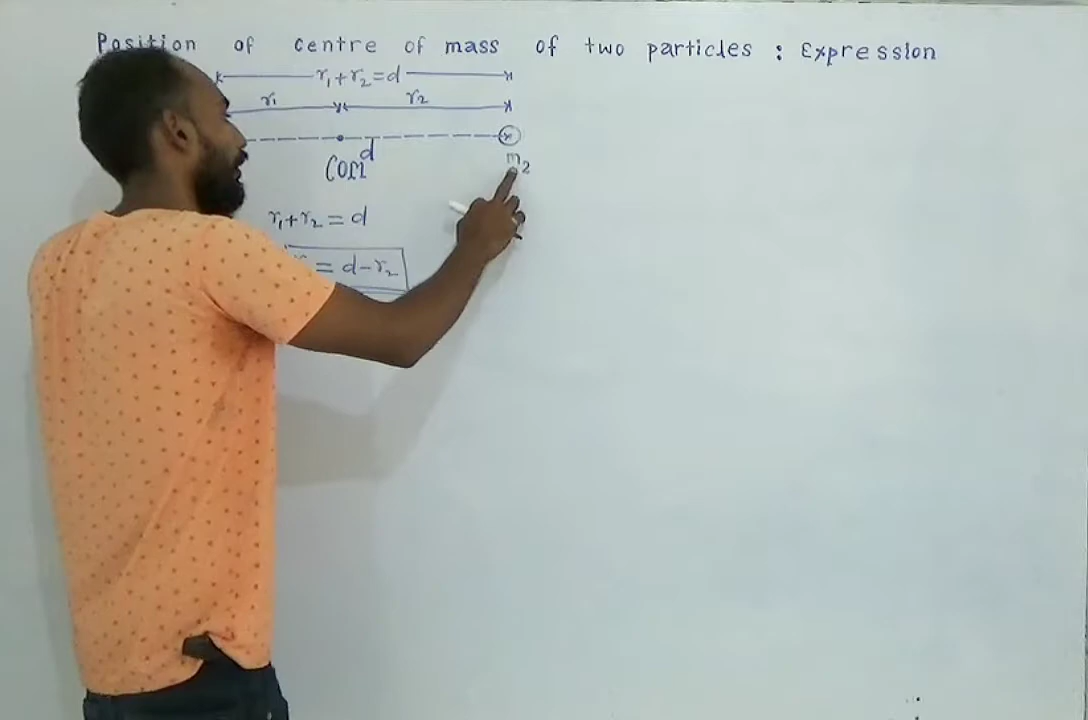 Position of centre of mass of two particles : Expression
r₁+r₂=d
r₁ r₂
d
COM
m₂
r₁+r₂ = d
= d-r₂